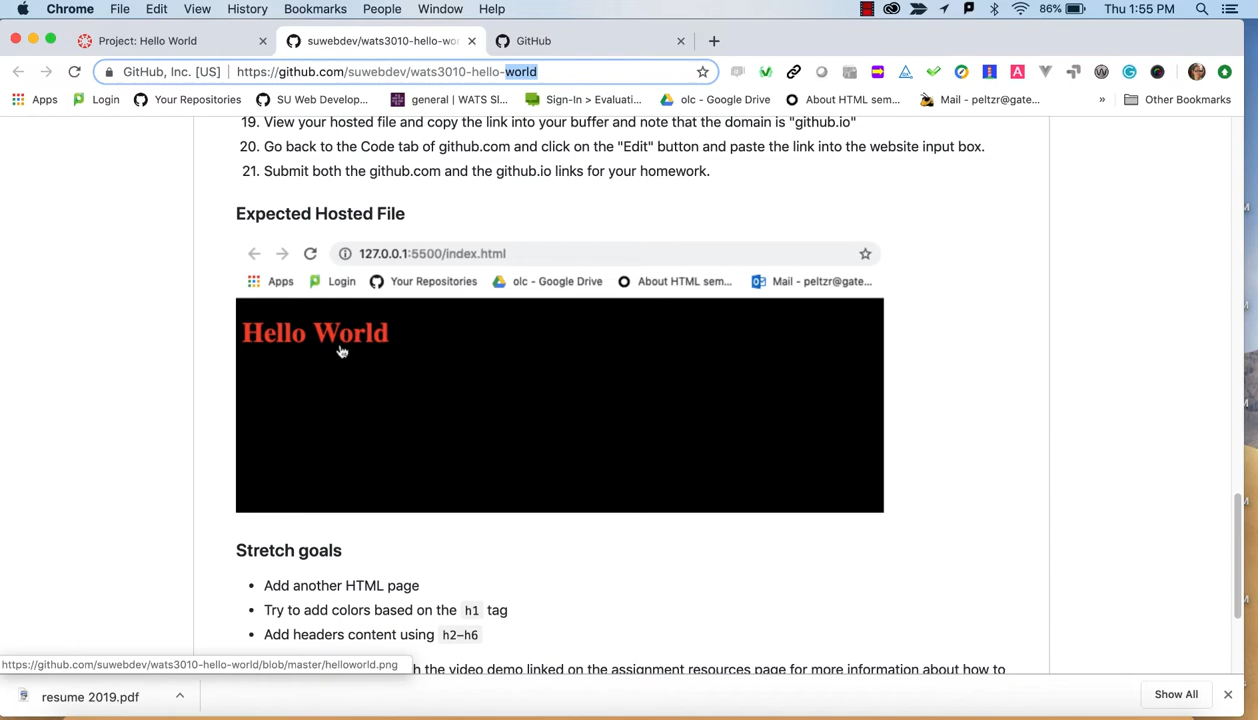 Chrome File Edit View History Bookmarks People Window Help 86% Thu 1:55 PM
Project: Hello World suwebdev/wats3010-hello-wor GitHub
GitHub, Inc. [US] https://github.com/suwebdev/wats3010-hello-world
Apps Login Your Repositories SU Web Develop... general | WATS Sl... Sign-In > Evaluati... olc - Google Drive About HTML sem... Mail - peltzr@gate... » Other Bookmarks
19. View your hosted file and copy the link into your buffer and note that the domain is "github.io"
20. Go back to the Code tab of github.com and click on the "Edit" button and paste the link into the website input box.
21. Submit both the github.com and the github.io links for your homework.
Expected Hosted File
127.0.0.1:5500/index.html
Apps Login Your Repositories olc - Google Drive About HTML sem... Mail - peltzr@gate...
Hello World
Stretch goals
• Add another HTML page
• Try to add colors based on the h1 tag
• Add headers content using h2-h6
https://github.com/suwebdev/wats3010-hello-world/blob/master/helloworld.png
h the video demo linked on the assignment resources page for more information about how to
resume 2019.pdf Show All